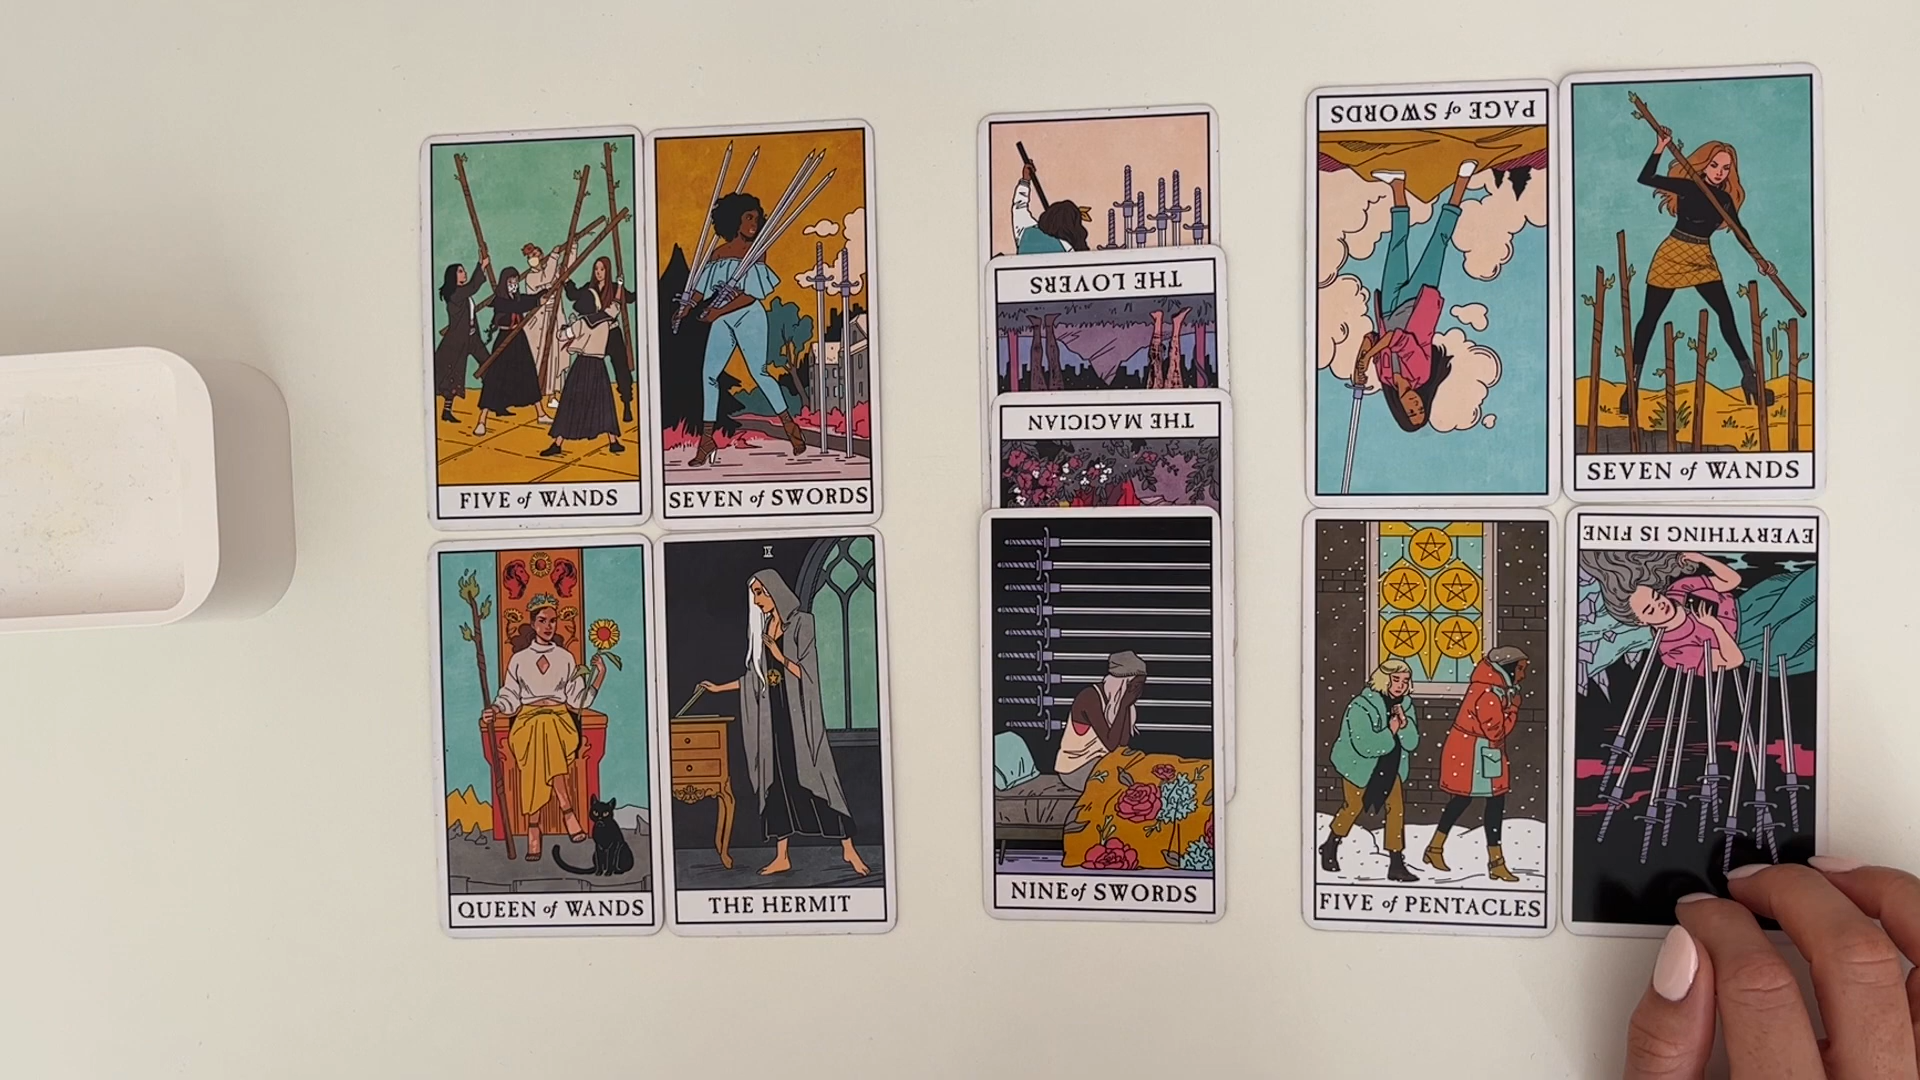 FIVE of WANDS
SEVEN of SWORDS
QUEEN of WANDS
IX
THE HERMIT
THE LOVERS
THE MAGICIAN
NINE of SWORDS
PAGE of SWORDS
SEVEN of WANDS
FIVE of PENTACLES
EVERYTHING IS FINE